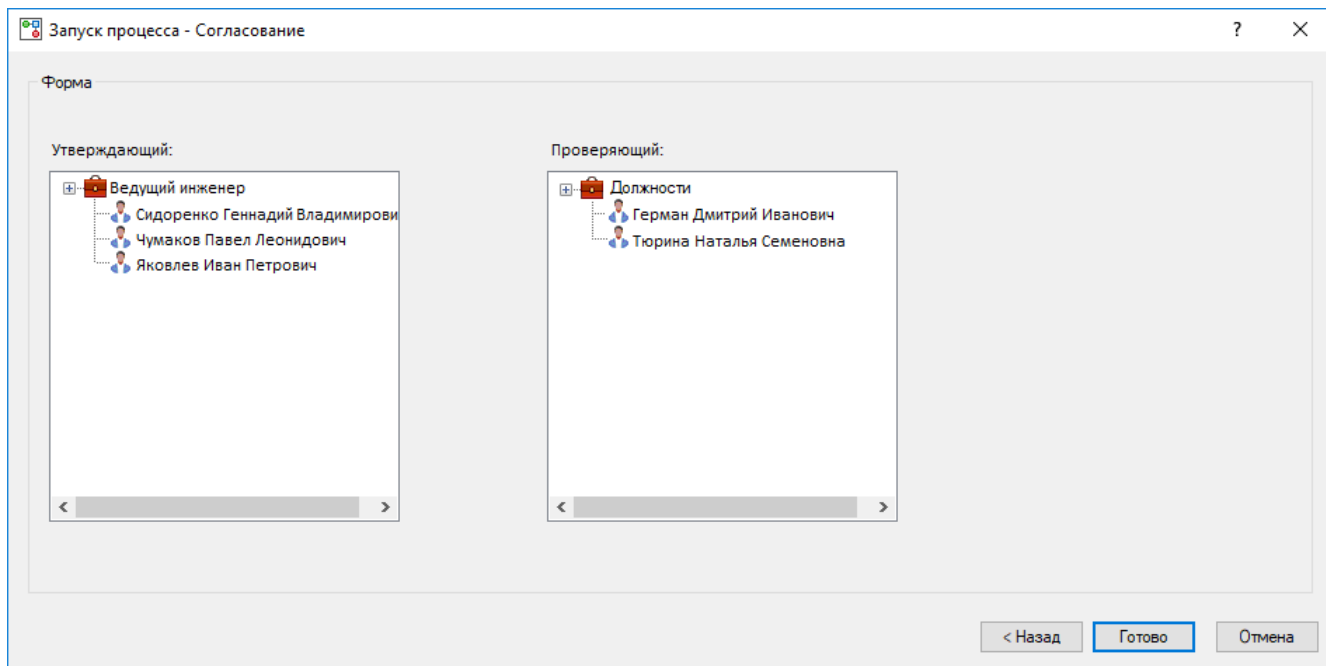 Запуск процесса - Согласование
?
Форма
Утверждающий:
Ведущий инженер
Сидоренко Геннадий Владимирови
Чумаков Павел Леонидович
Яковлев Иван Петрович
Проверяющий:
Должности
Герман Дмитрий Иванович
Тюрина Наталья Семеновна
< Назад
Готово
Отмена